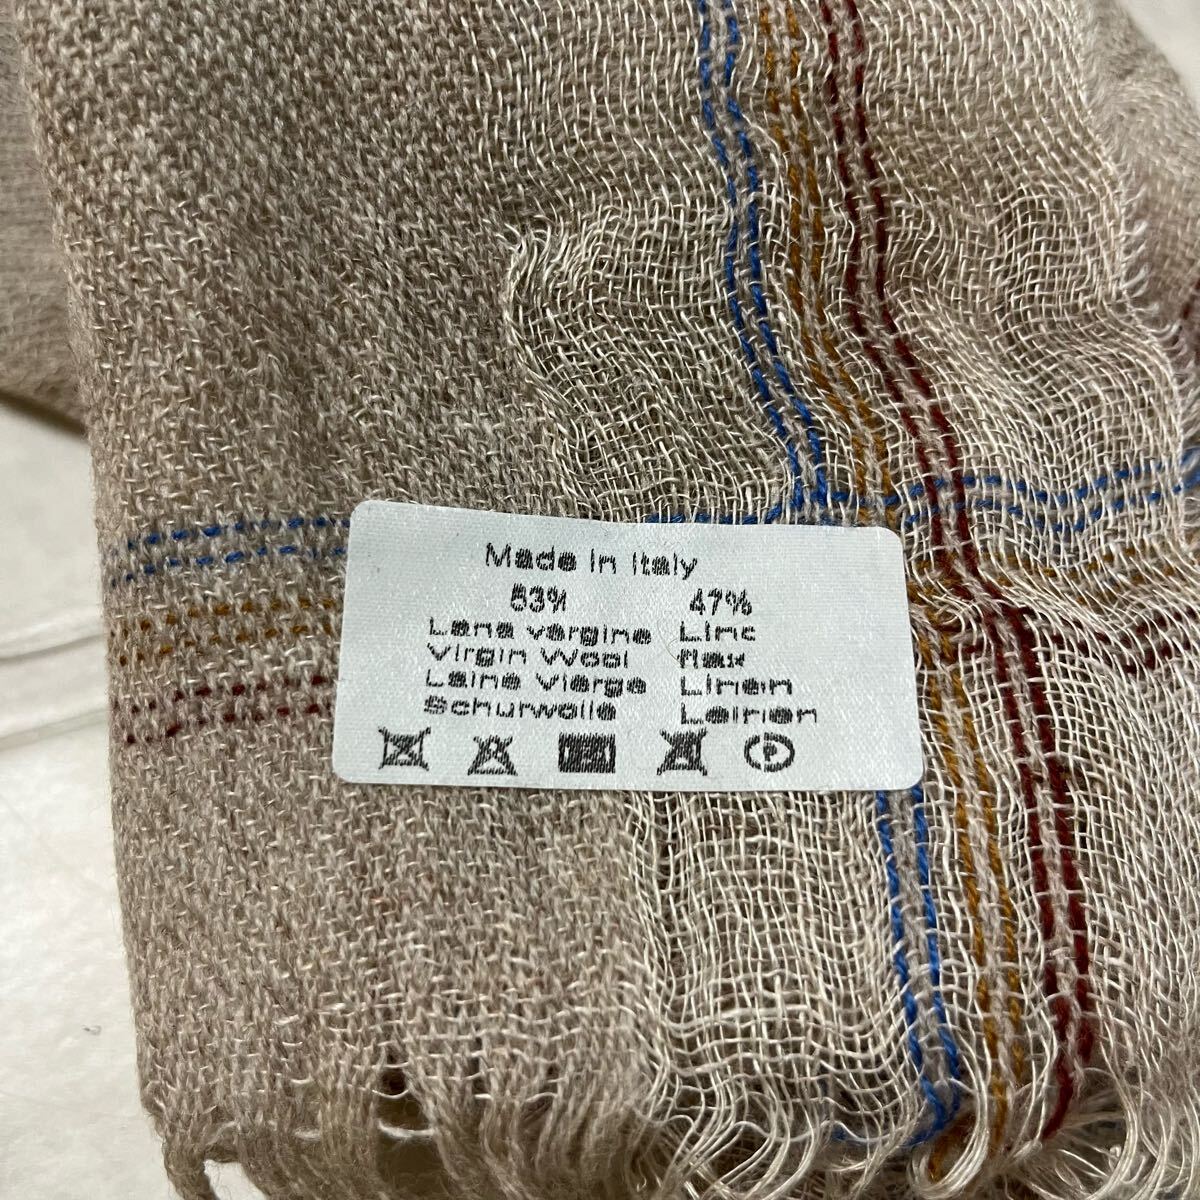 Made in Italy
53% 47%
Lana vergine Lino
Virgin Wool flax
Laine Vierge Linen
Schurwolle Leinen
P